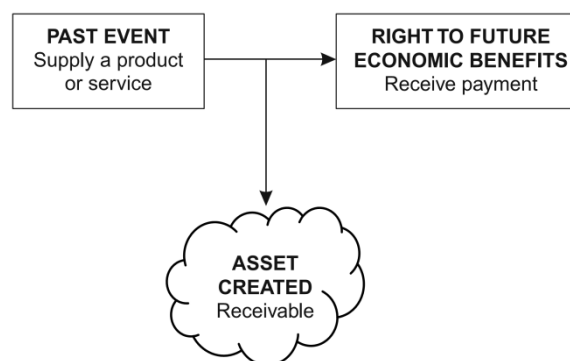 PAST EVENT
Supply a product
or service
RIGHT TO FUTURE
ECONOMIC BENEFITS
Receive payment
ASSET
CREATED
Receivable